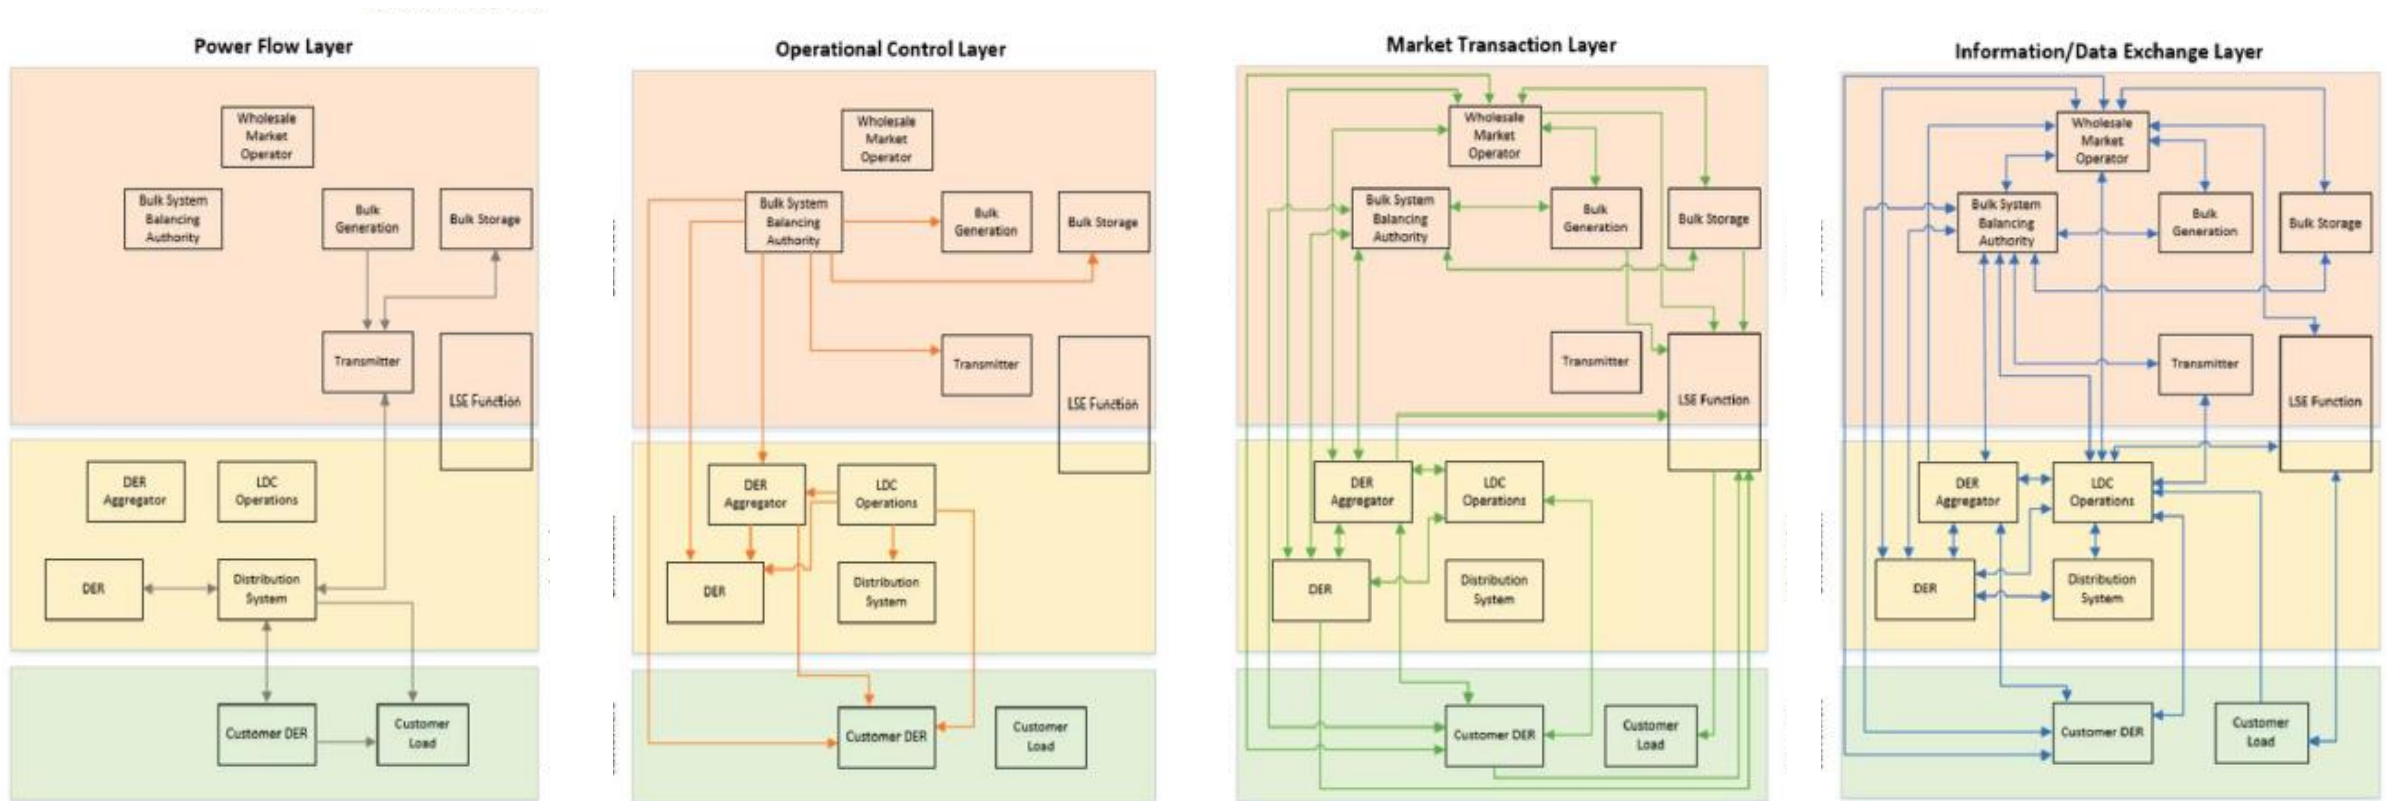 Power Flow Layer
Wholesale
Market
Operator
Bulk System
Balancing
Authority
Bulk
Generation
Bulk Storage
Transmitter
LSE Function
DER
Aggregator
LDC
Operations
DER
Distribution
System
Customer DER
Customer
Load
Operational Control Layer
Wholesale
Market
Operator
Bulk System
Balancing
Authority
Bulk
Generation
Bulk Storage
Transmitter
LSE Function
DER
Aggregator
LDC
Operations
DER
Distribution
System
Customer DER
Customer
Load
Market Transaction Layer
Wholesale
Market
Operator
Bulk System
Balancing
Authority
Bulk
Generation
Bulk Storage
Transmitter
LSE Function
DER
Aggregator
LDC
Operations
DER
Distribution
System
Customer DER
Customer
Load
Information/Data Exchange Layer
Wholesale
Market
Operator
Bulk System
Balancing
Authority
Bulk
Generation
Bulk Storage
Transmitter
LSE Function
DER
Aggregator
LDC
Operations
DER
Distribution
System
Customer DER
Customer
Load